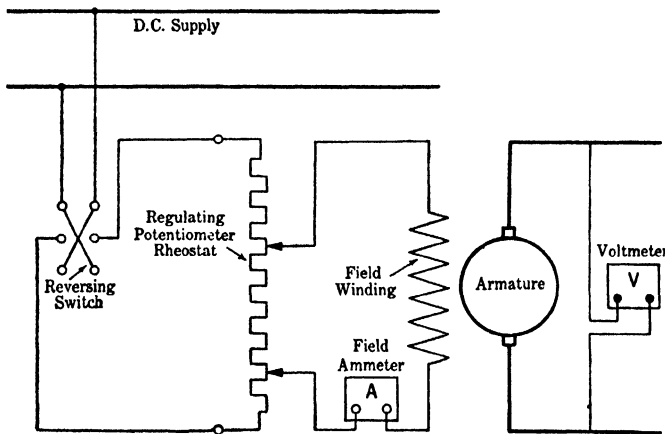 D.C. Supply
Regulating
Potentiometer
Rheostat
Reversing
Switch
Field
Winding
Field
Ammeter
A
Armature
Voltmeter
V